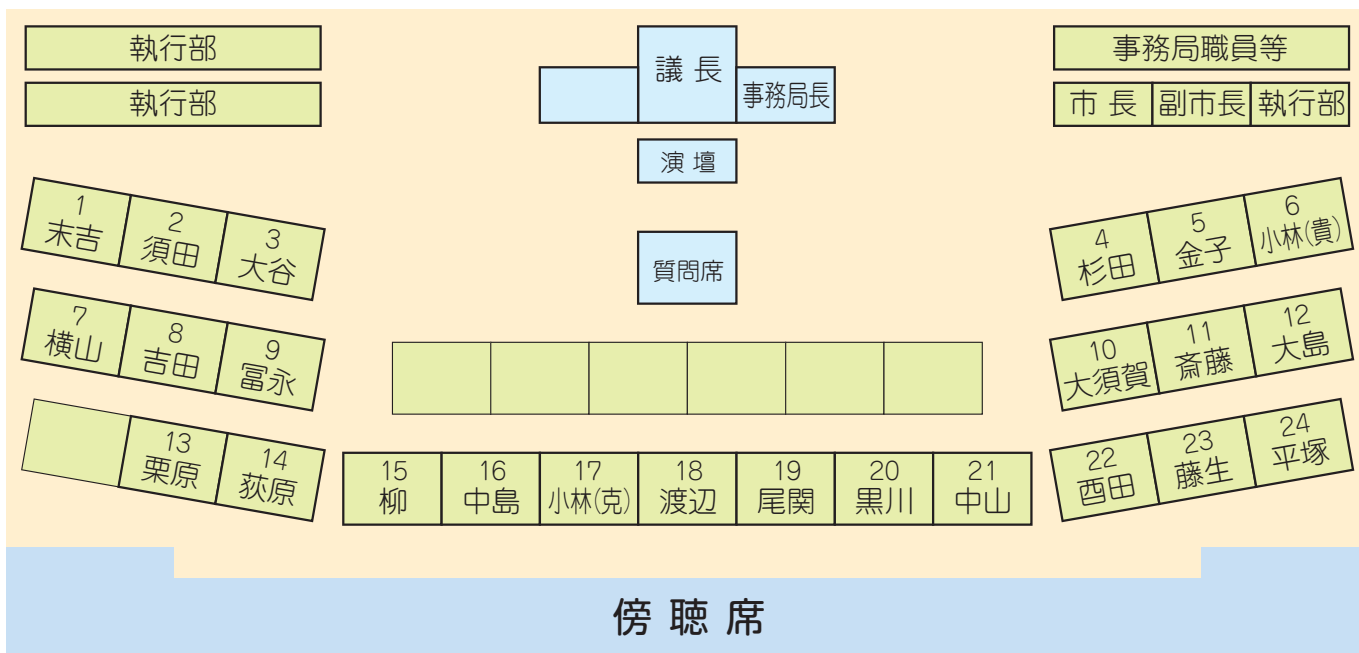 執行部
執行部
議長
事務局長
事務局職員等
市長 副市長 執行部
演壇
質問席
1
末吉
2
須田
3
大谷
4
杉田
5
金子
6
小林(貴)
7
横山
8
吉田
9
冨永
10
大須賀
11
斎藤
12
大島
13
栗原
14
荻原
15
柳
16
中島
17
小林(克)
18
渡辺
19
尾関
20
黒川
21
中山
22
酉田
23
藤生
24
平塚
傍聴席